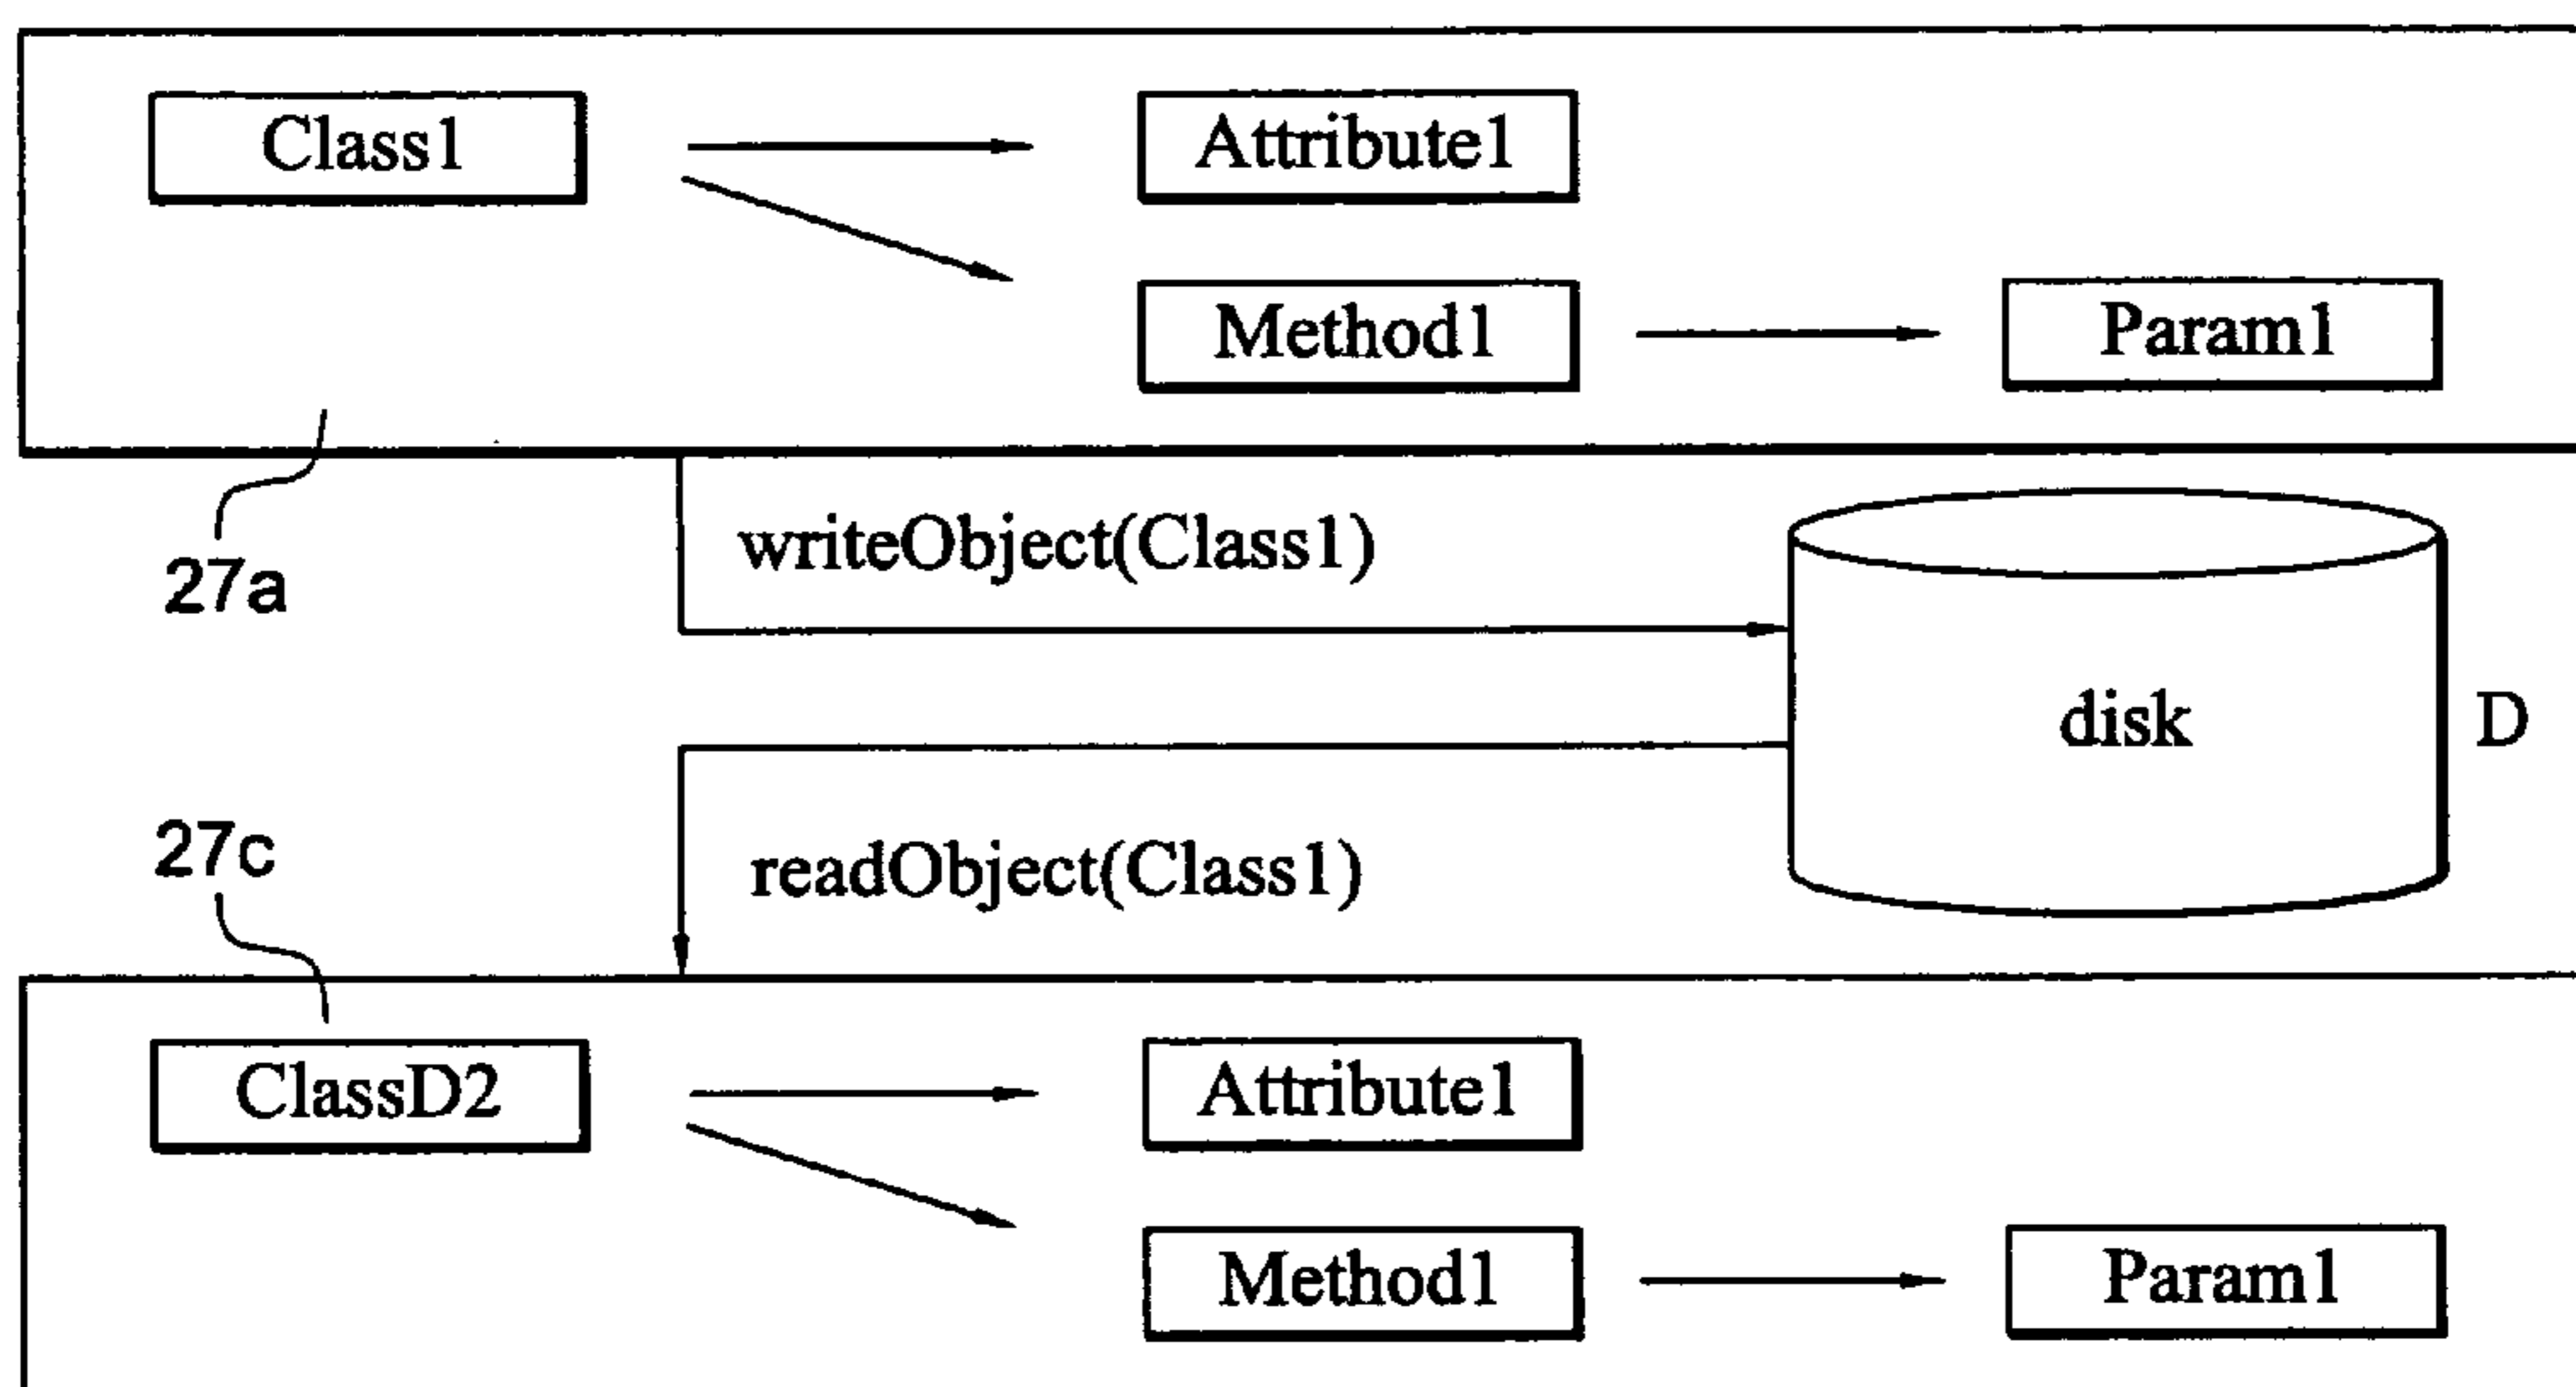 Class1
Attribute1
Method1
Param1
writeObject(Class1)
27a
disk
D
27c
readObject(Class1)
ClassD2
Attribute1
Method1
Param1